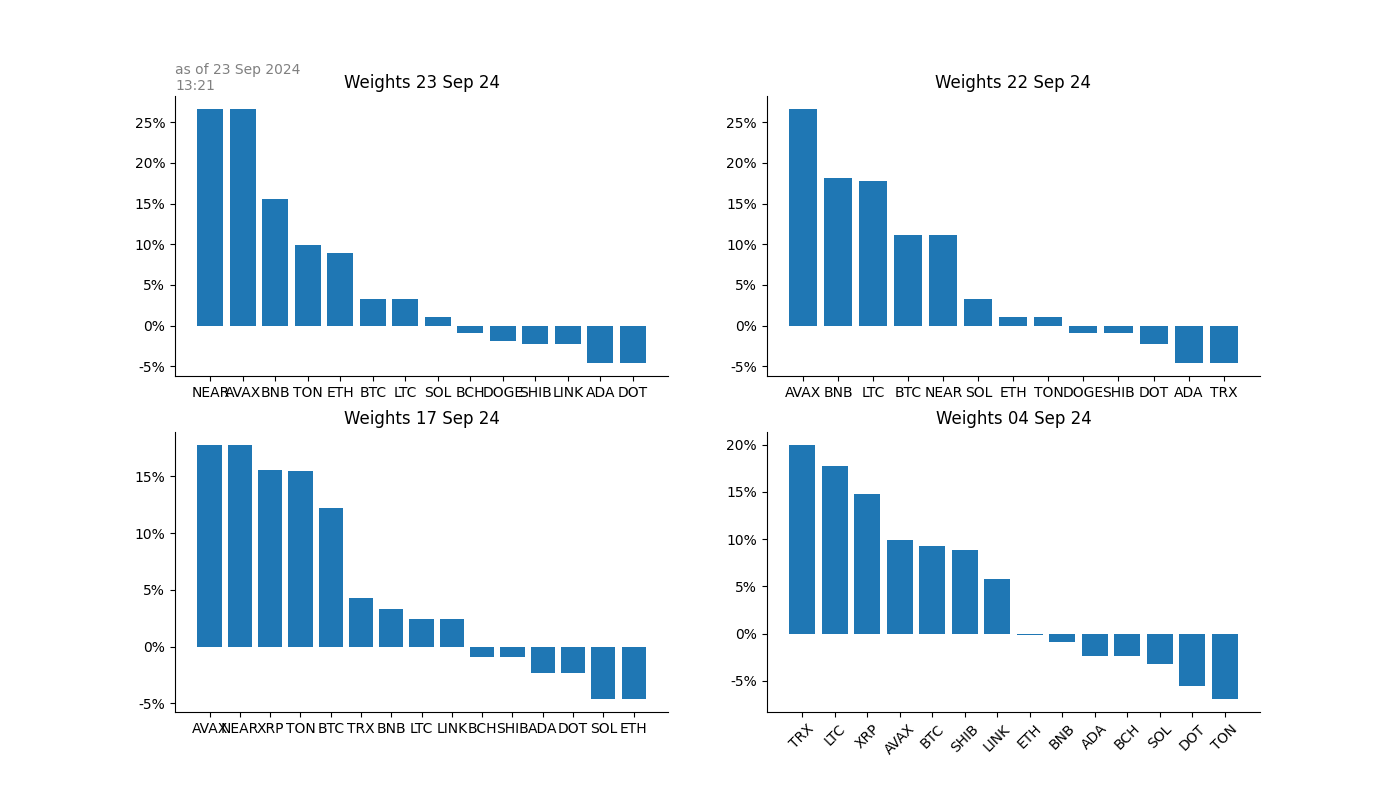 as of 23 Sep 2024
13:21
Weights 23 Sep 24
25%
20%
15%
10%
5%
0%
-5%
NEAR AVAX BNB TON ETH BTC LTC SOL BCH DOGE SHIB LINK ADA DOT
Weights 22 Sep 24
25%
20%
15%
10%
5%
0%
-5%
AVAX BNB LTC BTC NEAR SOL ETH TON DOGE SHIB DOT ADA TRX
Weights 17 Sep 24
15%
10%
5%
0%
-5%
AVAX NEAR XRP TON BTC TRX BNB LTC LINK BCH SHIB ADA DOT SOL ETH
Weights 04 Sep 24
20%
15%
10%
5%
0%
-5%
TRX LTC XRP AVAX BTC SHIB LINK ETH BNB ADA BCH SOL DOT TON